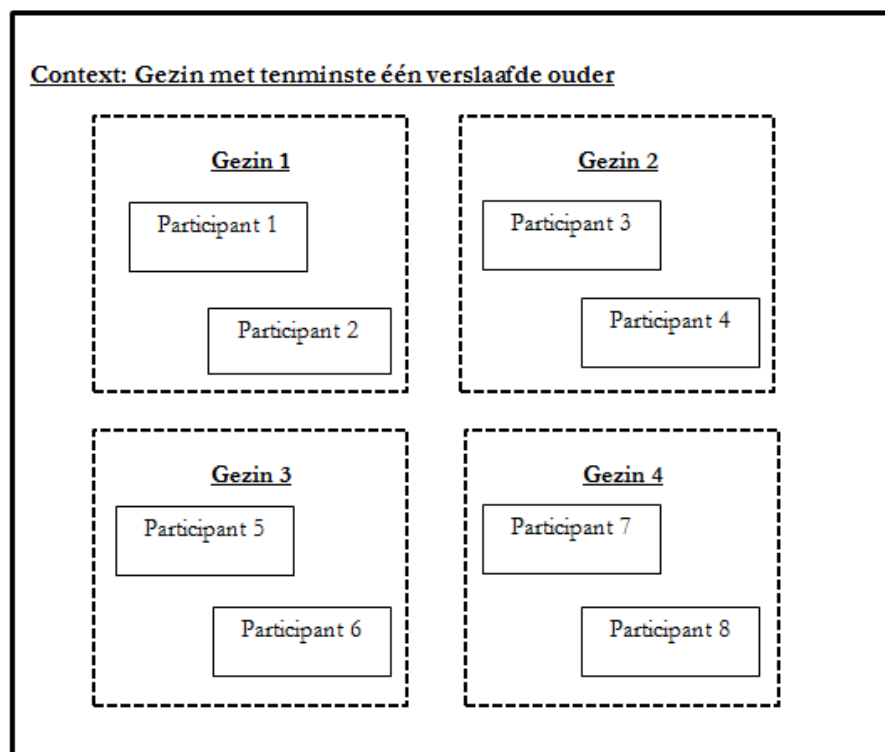 Context: Gezin met tenminste één verslaafde ouder
Gezin 1
Participant 1
Participant 2
Gezin 2
Participant 3
Participant 4
Gezin 3
Participant 5
Participant 6
Gezin 4
Participant 7
Participant 8